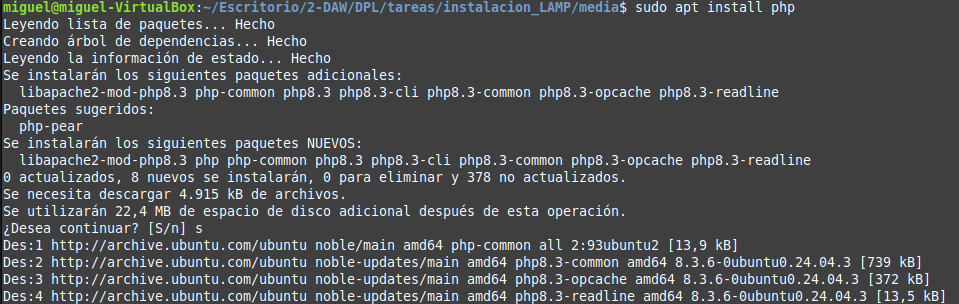 miguel@miguel-VirtualBox:~/Escritorio/2-DAW/DPL/tareas/instalacion_LAMP/media$ sudo apt install php
Leyendo lista de paquetes... Hecho
Creando árbol de dependencias... Hecho
Leyendo la información de estado... Hecho
Se instalarán los siguientes paquetes adicionales:
  libapache2-mod-php8.3 php-common php8.3 php8.3-cli php8.3-common php8.3-opcache php8.3-readline
Paquetes sugeridos:
  php-pear
Se instalarán los siguientes paquetes NUEVOS:
  libapache2-mod-php8.3 php php-common php8.3 php8.3-cli php8.3-common php8.3-opcache php8.3-readline
0 actualizados, 8 nuevos se instalarán, 0 para eliminar y 378 no actualizados.
Se necesita descargar 4.915 kB de archivos.
Se utilizarán 22,4 MB de espacio de disco adicional después de esta operación.
¿Desea continuar? [S/n] s
Des:1 http://archive.ubuntu.com/ubuntu noble/main amd64 php-common all 2:93ubuntu2 [13,9 kB]
Des:2 http://archive.ubuntu.com/ubuntu noble-updates/main amd64 php8.3-common amd64 8.3.6-0ubuntu0.24.04.3 [739 kB]
Des:3 http://archive.ubuntu.com/ubuntu noble-updates/main amd64 php8.3-opcache amd64 8.3.6-0ubuntu0.24.04.3 [372 kB]
Des:4 http://archive.ubuntu.com/ubuntu noble-updates/main amd64 php8.3-readline amd64 8.3.6-0ubuntu0.24.04.3 [13,5 kB]